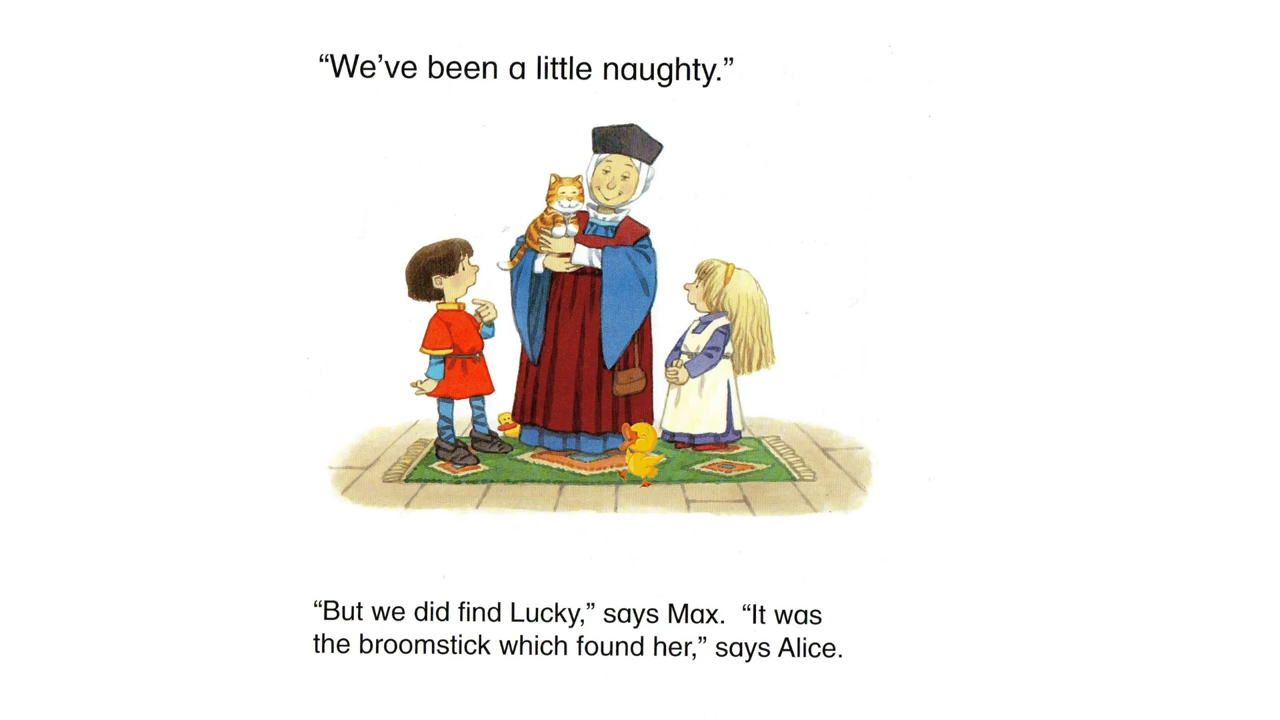 “We’ve been a little naughty.”
“But we did find Lucky,” says Max.  “It was
the broomstick which found her,” says Alice.